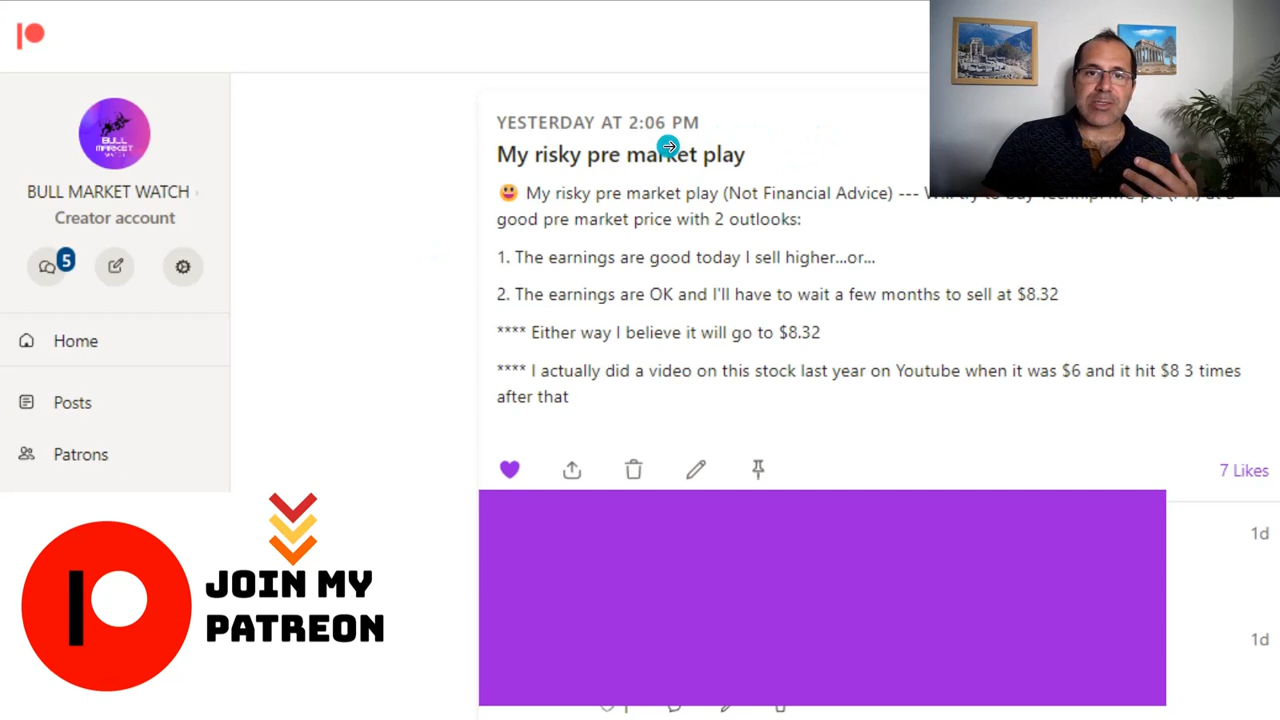 BULL
MARKET
BULL MARKET WATCH
Creator account
5
Home
Posts
Patrons
JOIN MY
PATREON
YESTERDAY AT 2:06 PM
My risky pre market play
My risky pre market play (Not Financial Advice) ---
good pre market price with 2 outlooks:
1. The earnings are good today I sell higher...or...
2. The earnings are OK and I'll have to wait a few months to sell at $8.32
**** Either way I believe it will go to $8.32
**** I actually did a video on this stock last year on Youtube when it was $6 and it hit $8 3 times
after that
7 Likes
1d
1d